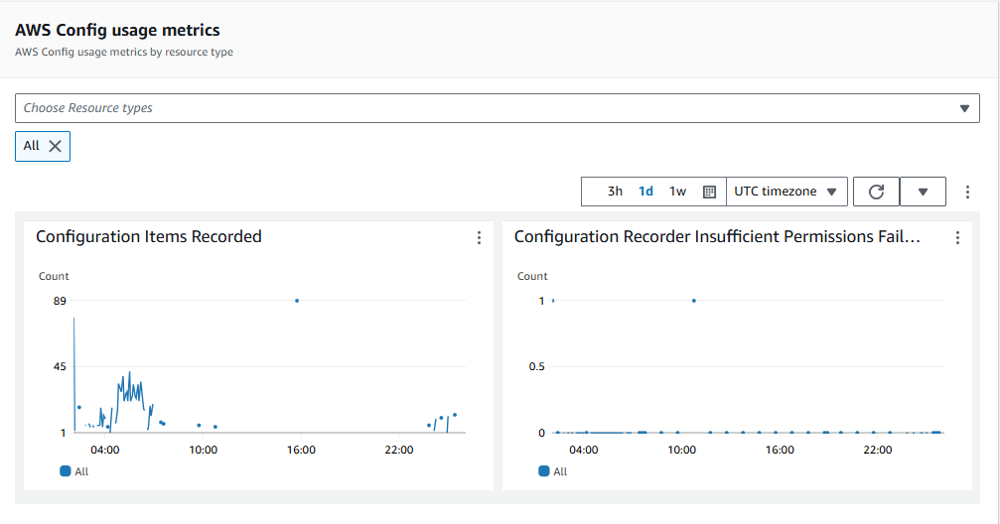 AWS Config usage metrics
AWS Config usage metrics by resource type
Choose Resource types
All
3h 1d 1w UTC timezone
Configuration Items Recorded
Count
89
45
1
04:00 10:00 16:00 22:00
All
Configuration Recorder Insufficient Permissions Fail...
Count
1
0.5
0
04:00 10:00 16:00 22:00
All